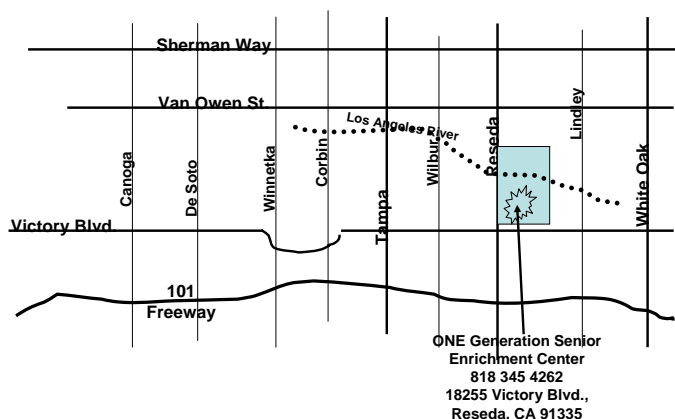 Sherman Way
Van Owen St.
Los Angeles River
Canoga
De Soto
Winnetka
Corbin
Tampa
Wilbur
Reseda
Lindley
White Oak
Victory Blvd.
101
Freeway
ONE Generation Senior
Enrichment Center
818 345 4262
18255 Victory Blvd.,
Reseda, CA 91335